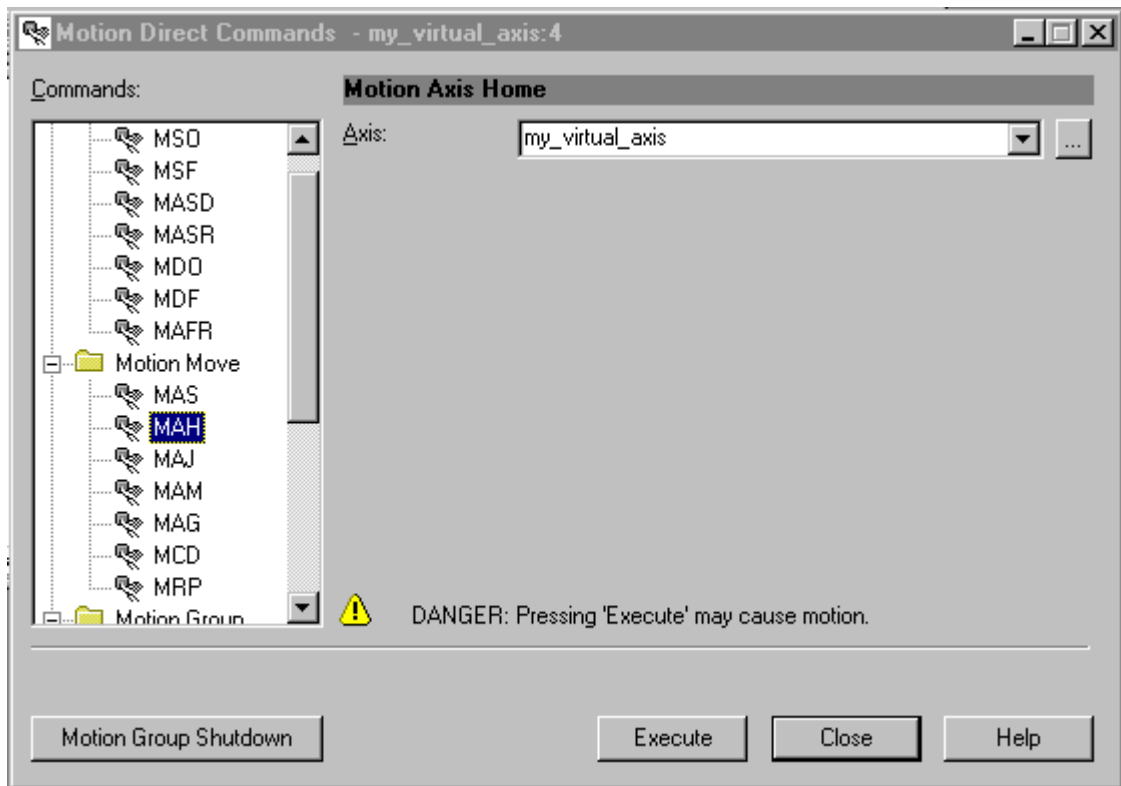 Motion Direct Commands - my_virtual_axis:4
Commands:
MSO
MSF
MASD
MASR
MDO
MDF
MAFR
Motion Move
MAS
MAH
MAJ
MAM
MAG
MCD
MRP
Motion Group
Motion Axis Home
Axis:
my_virtual_axis
...
DANGER: Pressing 'Execute' may cause motion.
Motion Group Shutdown
Execute
Close
Help